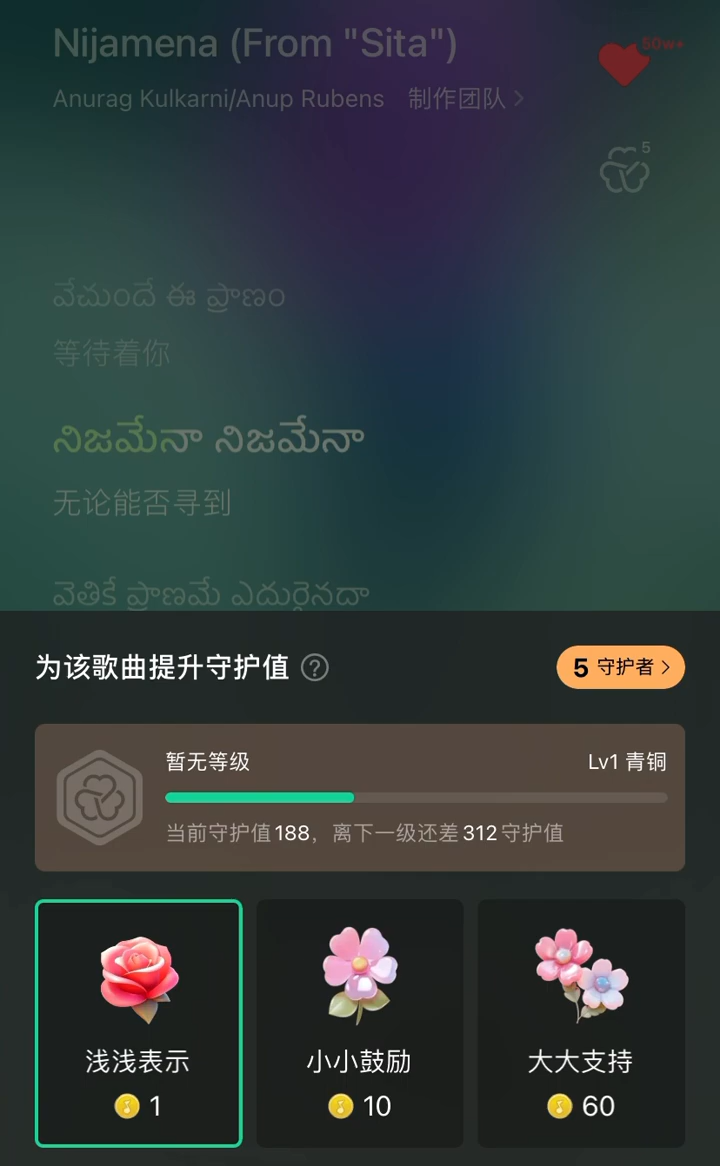 Nijamena (From "Sita")
50w+
Anurag Kulkarni/Anup Rubens 制作团队
5
వేచుందే ఈ ప్రాణం
等待着你
నిజమేనా నిజమేనా
无论能否寻到
వెతికే ప్రాణమే ఎదురైనదా
为该歌曲提升守护值 ?
5 守护者
暂无等级 Lv1 青铜
当前守护值188，离下一级还差312守护值
浅浅表示 小小鼓励 大大支持
1 10 60